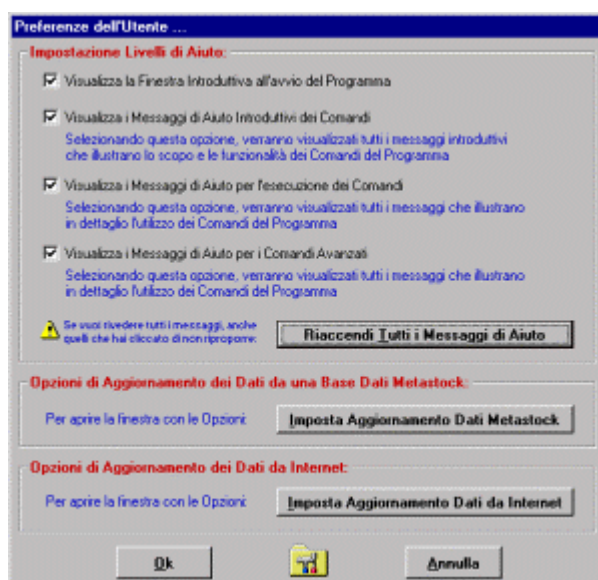 Preferenze dell'Utente ...
Impostazione Livelli di Aiuto:
Visualizza la Finestra Introduttiva all'avvio del Programma
Visualizza i Messaggi di Aiuto Introduttivi dei Comandi
Selezionando questa opzione, verranno visualizzati tutti i messaggi introduttivi
che illustrano lo scopo e le funzionalità dei Comandi del Programma
Visualizza i Messaggi di Aiuto per l'esecuzione dei Comandi
Selezionando questa opzione, verranno visualizzati tutti i messaggi che illustrano
in dettaglio l'utilizzo dei Comandi del Programma
Visualizza i Messaggi di Aiuto per i Comandi Avanzati
Selezionando questa opzione, verranno visualizzati tutti i messaggi che illustrano
in dettaglio l'utilizzo dei Comandi del Programma
Se vuoi rivedere tutti i messaggi, anche
quelli che hai cliccato di non riproporre:
Riaccendi Tutti i Messaggi di Aiuto
Opzioni di Aggiornamento dei Dati da una Base Dati Metastock:
Per aprire la finestra con le Opzioni:
Imposta Aggiornamento Dati Metastock
Opzioni di Aggiornamento dei Dati da Internet:
Per aprire la finestra con le Opzioni:
Imposta Aggiornamento Dati da Internet
Ok
Annulla